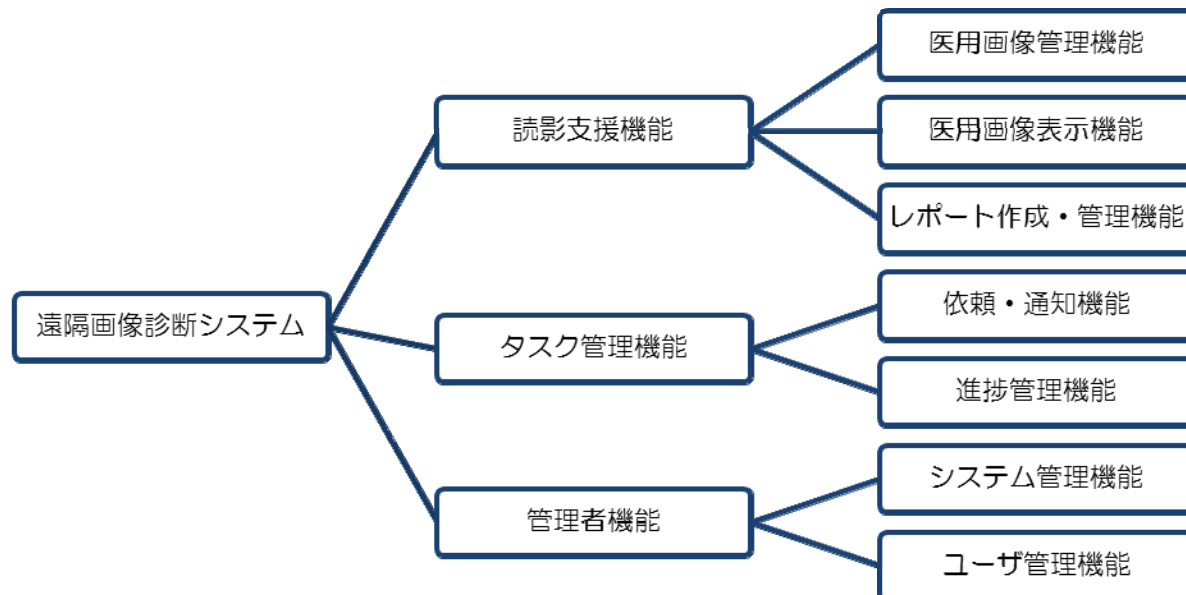 医用画像管理機能
読影支援機能
医用画像表示機能
レポート作成・管理機能
遠隔画像診断システム
依頼・通知機能
タスク管理機能
進捗管理機能
システム管理機能
管理者機能
ユーザ管理機能